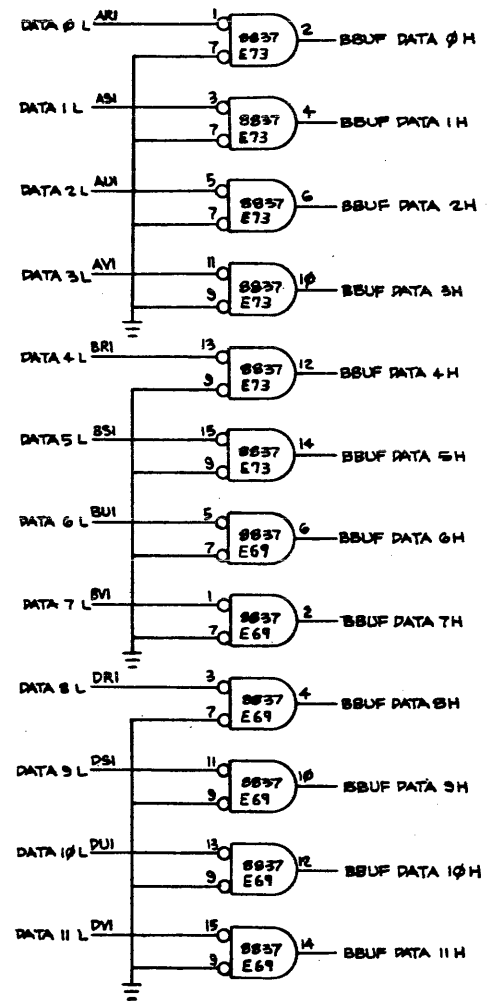 DATA Ø L AR1 1 8837 2 BBUF DATA Ø H
7 E73
DATA 1 L AS1 3 8837 4 BBUF DATA 1 H
7 E73
DATA 2 L AU1 5 8837 6 BBUF DATA 2H
7 E73
DATA 3 L AV1 11 8837 1Ø BBUF DATA 3H
9 E73
DATA 4 L BR1 13 8837 12 BBUF DATA 4 H
9 E73
DATA 5 L BS1 15 8837 14 BBUF DATA 5 H
9 E73
DATA 6 L BU1 5 8837 6 BBUF DATA 6H
7 E69
DATA 7 L BV1 1 8837 2 BBUF DATA 7H
7 E69
DATA 8 L DR1 3 8837 4 BBUF DATA 8H
7 E69
DATA 9 L DS1 11 8837 1Ø BBUF DATA 9H
9 E69
DATA 1Ø L DU1 13 8837 12 BBUF DATA 1Ø H
9 E69
DATA 11 L DV1 15 8837 14 BBUF DATA 11 H
9 E69